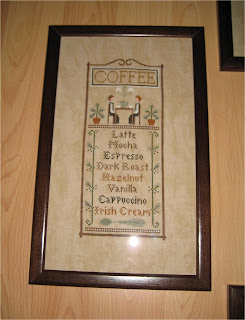 COFFEE
Latte
Mocha
Espresso
Dark Roast
Hazelnut
Vanilla
Cappuccino
Irish Cream